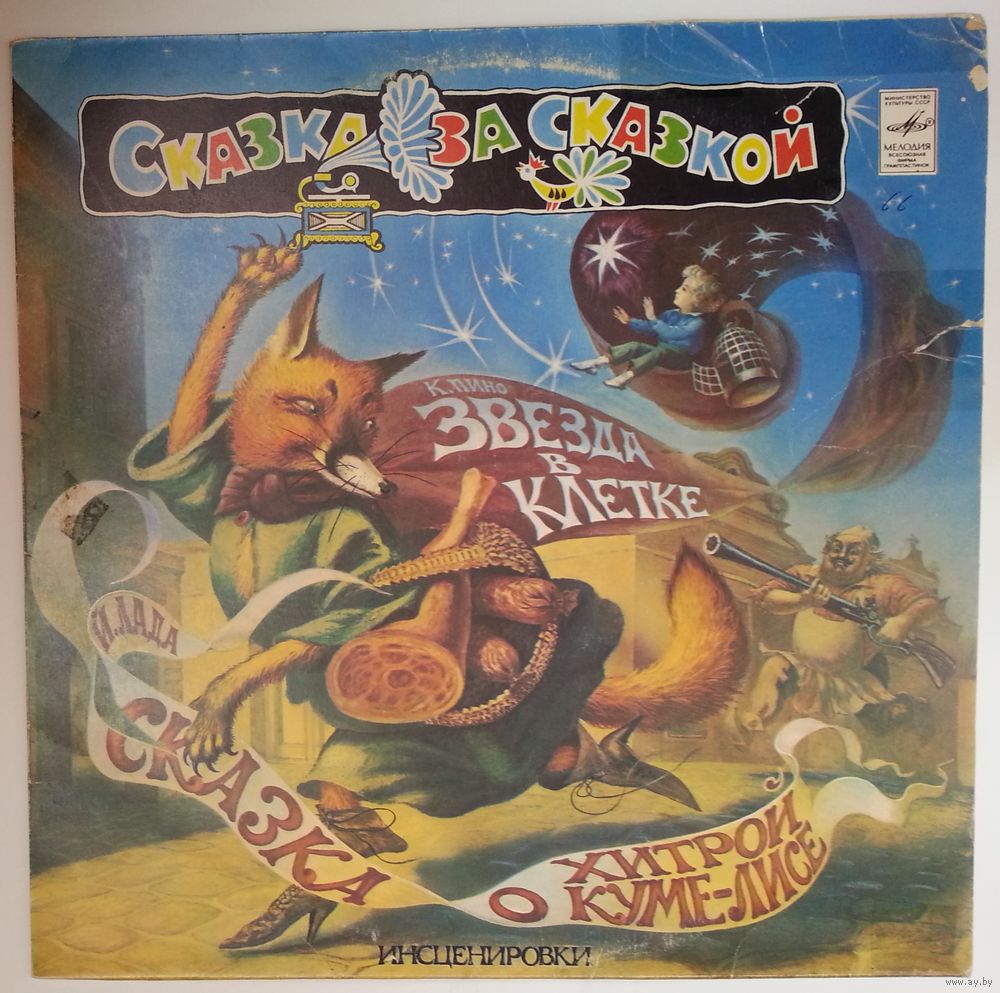 Сказка за сказкой
МИНИСТЕРСТВО
КУЛЬТУРЫ СССР
МЕЛОДИЯ
ВСЕСОЮЗНАЯ
ФИРМА
ГРАМПЛАСТИНОК
66
К. ПИНО
ЗВЕЗДА
В
КЛЕТКЕ
Й. ЛАДА
СКАЗКА
О ХИТРОЙ
КУМЕ-ЛИСЕ
ИНСЦЕНИРОВКИ
www.ay.by